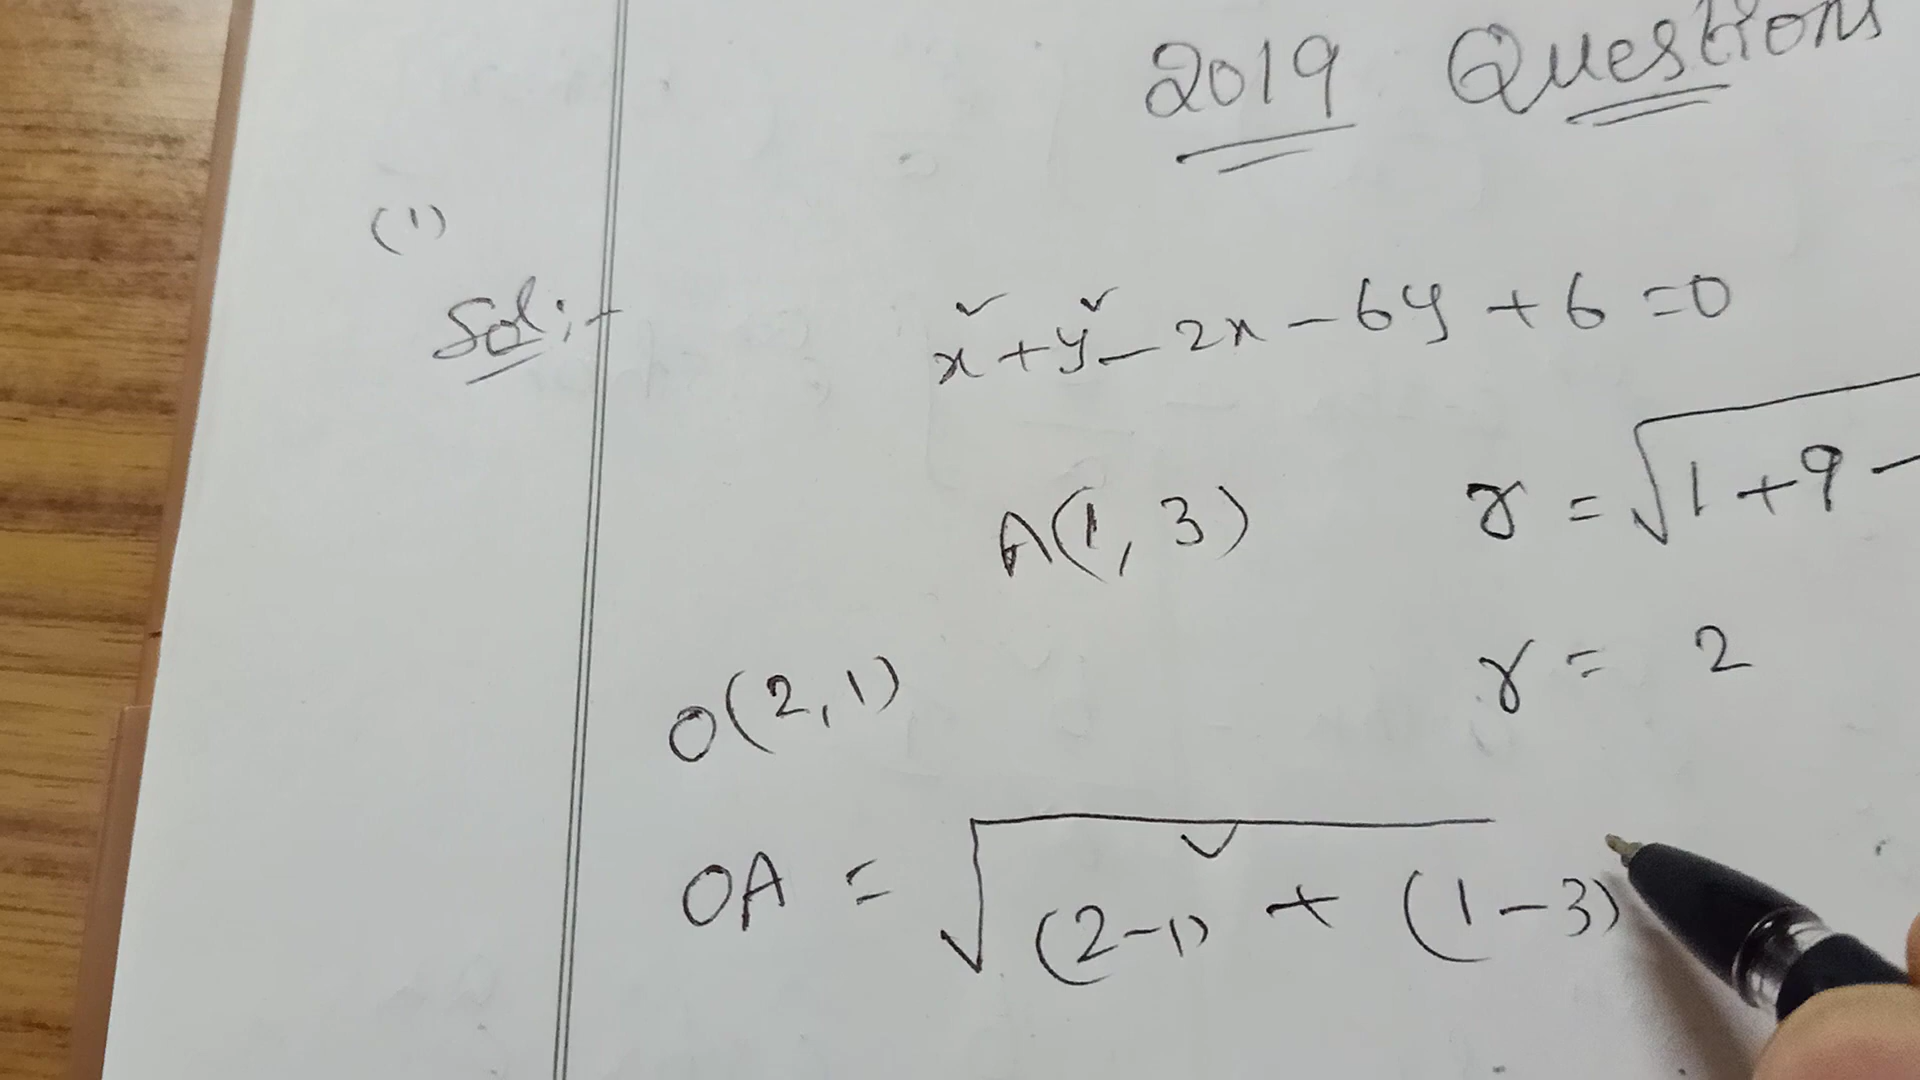 2019 Questions
(1)
Sol:-
x² + y² - 2x - 6y + 6 = 0
A(1, 3) r = √1 + 9 -
O(2, 1) r = 2
OA = √(2-1)² + (1-3)